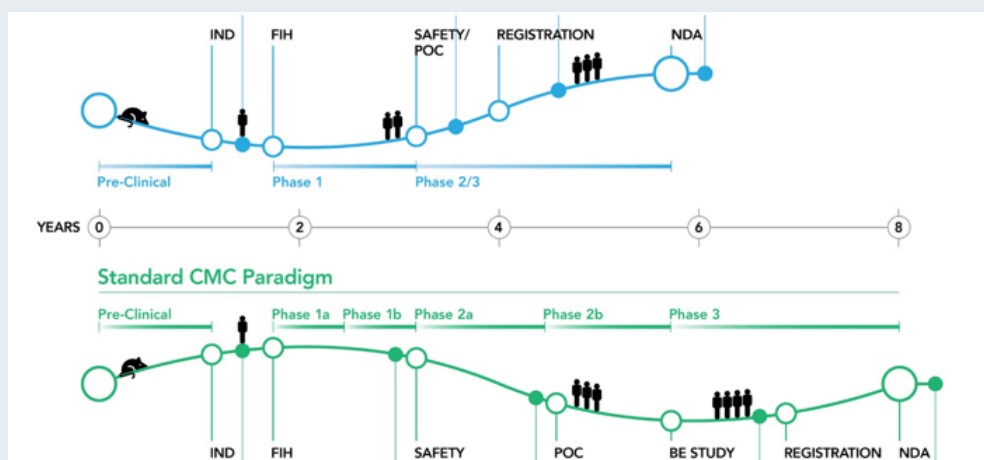 IND FIH SAFETY/ REGISTRATION NDA
POC
Pre-Clinical Phase 1 Phase 2/3
YEARS 0 2 4 6 8
Standard CMC Paradigm
Pre-Clinical Phase 1a Phase 1b Phase 2a Phase 2b Phase 3
IND FIH SAFETY POC BE STUDY REGISTRATION NDA